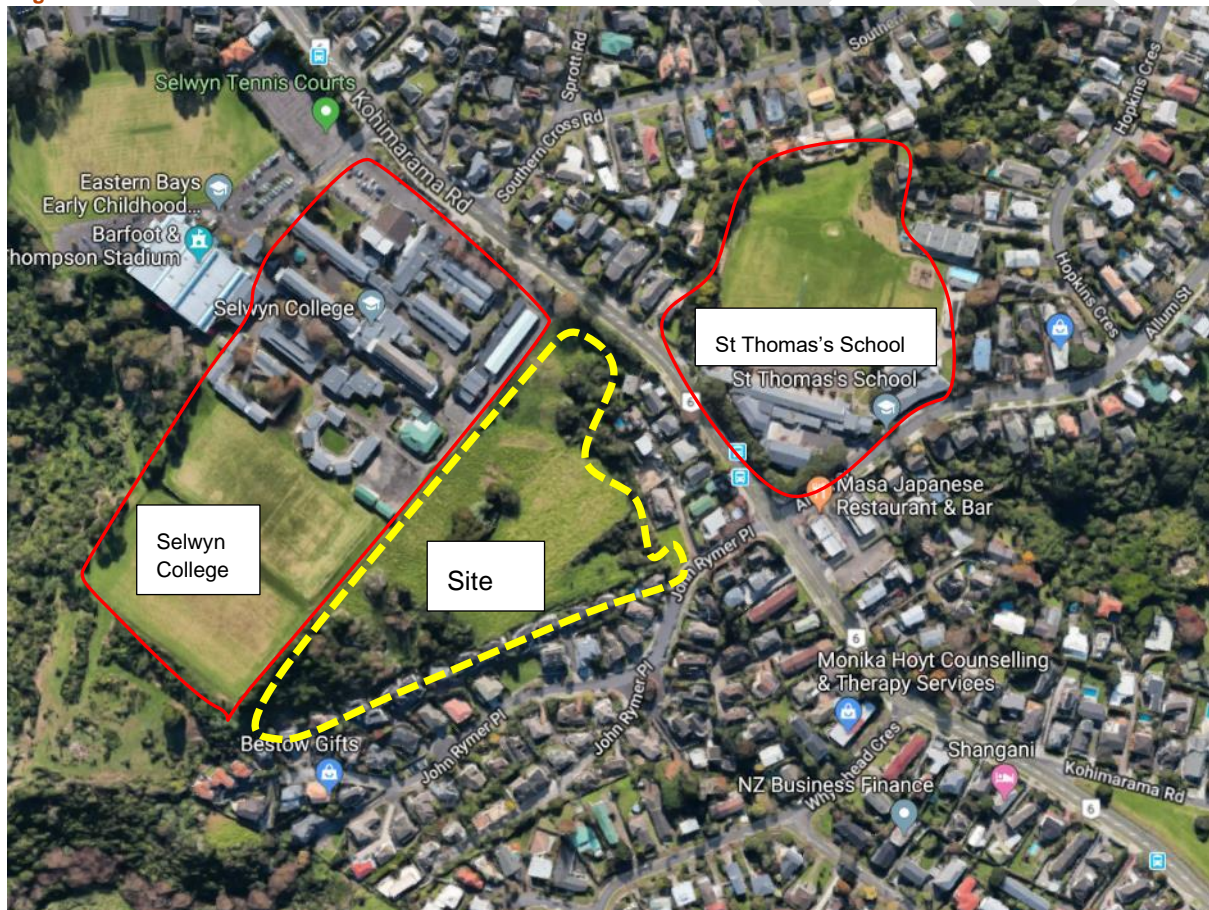 Selwyn Tennis Courts
Kohimarama Rd
Sprott Rd
Southern
Hopkins Cres
Southern Cross Rd
Eastern Bays
Early Childhood...
Barfoot &
Thompson Stadium
Selwyn College
Hopkins Cres
Allum St
St Thomas's School
St Thomas's School
6
Masa Japanese
Restaurant & Bar
Selwyn
College
Site
John Rymer Pl
6
Monika Hoyt Counselling
& Therapy Services
John Rymer Pl
John Rymer Pl
Bestow Gifts
Shangani
Kohimarama Rd
NZ Business Finance
Cres
6